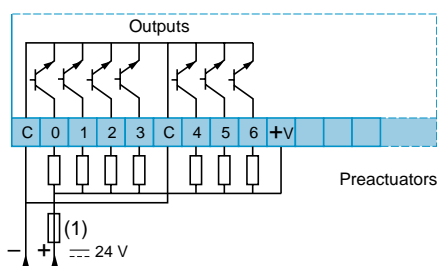 Outputs
C 0 1 2 3 C 4 5 6 +V
Preactuators
(1)
− + 24 V